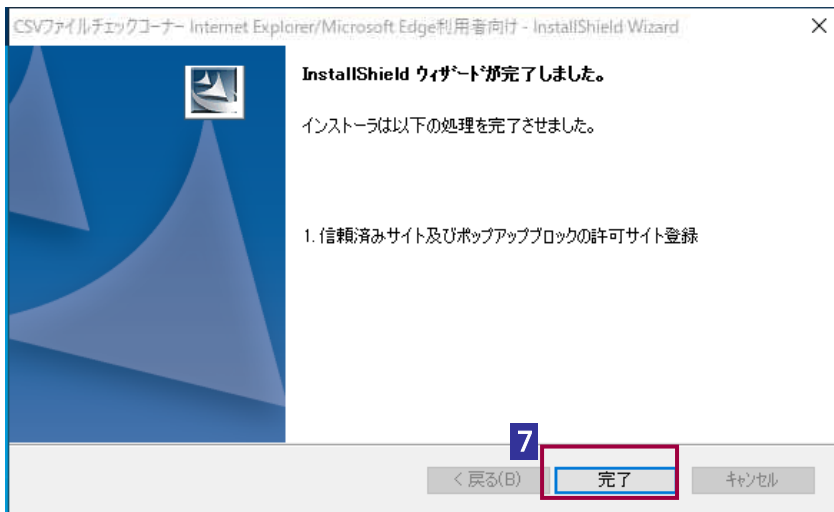 CSVファイルチェックコーナー Internet Explorer/Microsoft Edge利用者向け - InstallShield Wizard
InstallShield ウィザードが完了しました。
インストーラは以下の処理を完了させました。
1. 信頼済みサイト及びポップアップブロックの許可サイト登録
7
< 戻る(B)
完了
キャンセル